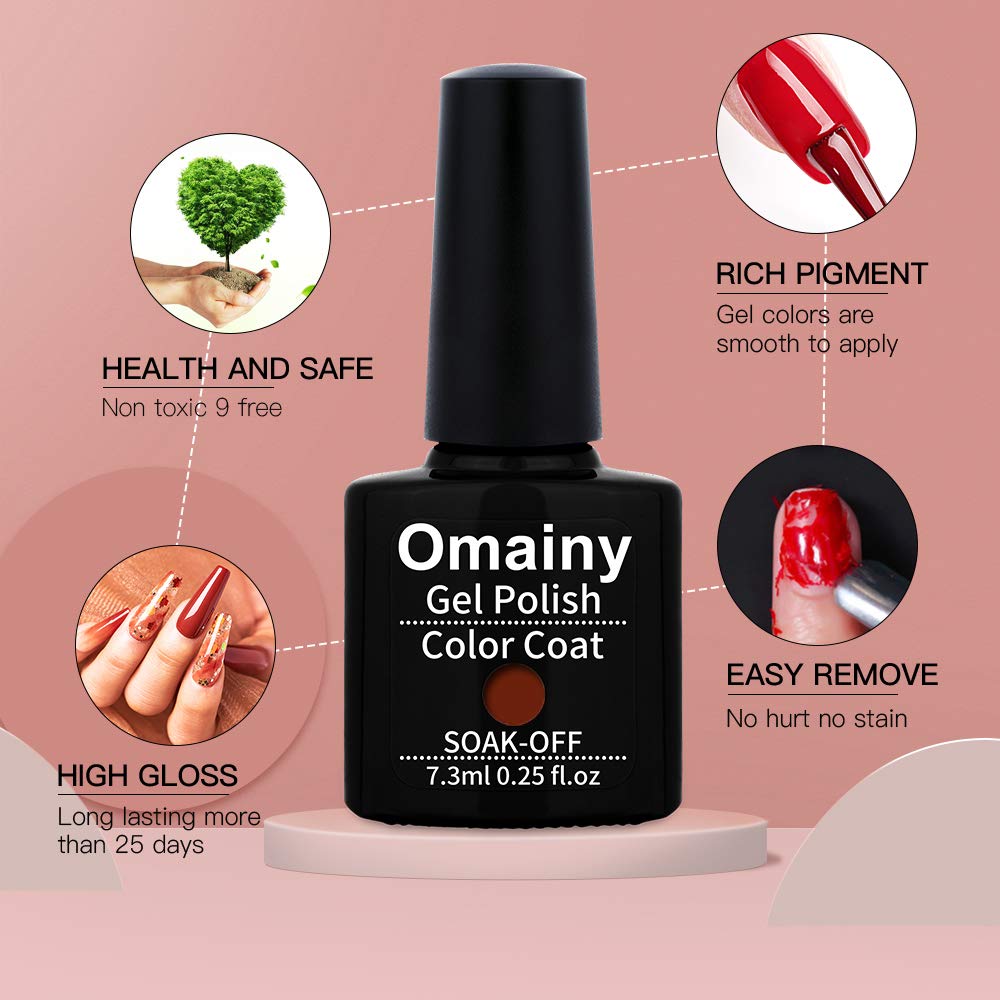 RICH PIGMENT
Gel colors are
smooth to apply
HEALTH AND SAFE
Non toxic 9 free
Omainy
Gel Polish
Color Coat
SOAK-OFF
7.3ml 0.25 fl.oz
EASY REMOVE
No hurt no stain
HIGH GLOSS
Long lasting more
than 25 days